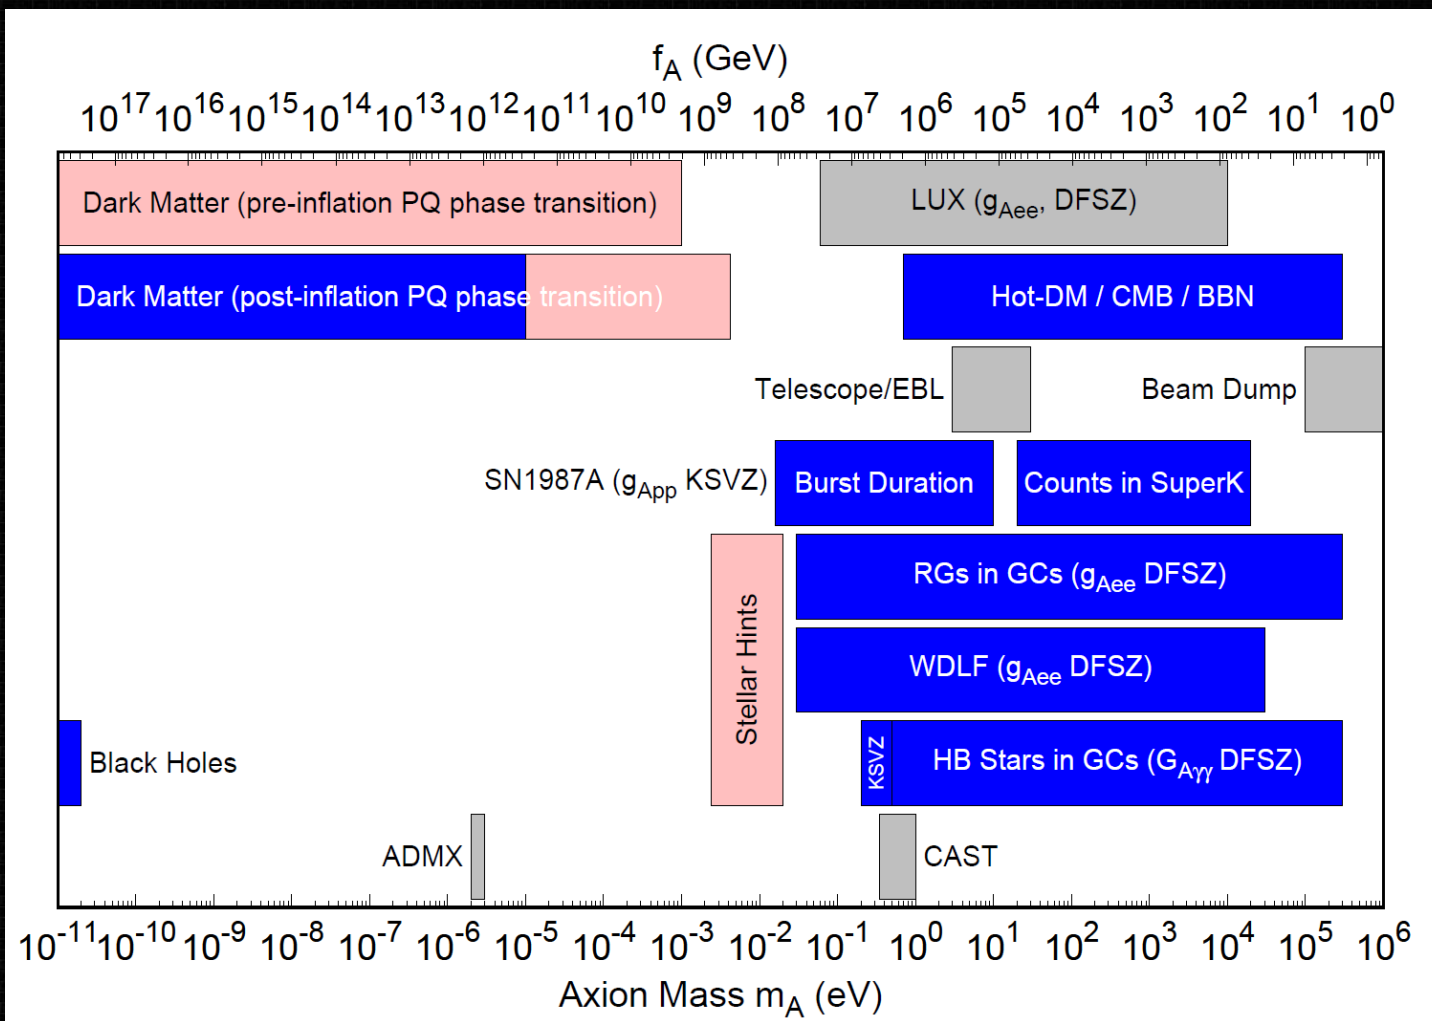 f_A (GeV)
10^17 10^16 10^15 10^14 10^13 10^12 10^11 10^10 10^9 10^8 10^7 10^6 10^5 10^4 10^3 10^2 10^1 10^0
Dark Matter (pre-inflation PQ phase transition)
LUX (g_Aee, DFSZ)
Dark Matter (post-inflation PQ phase transition)
Hot-DM / CMB / BBN
Telescope/EBL
Beam Dump
SN1987A (g_App KSVZ)
Burst Duration
Counts in SuperK
RGs in GCs (g_Aee DFSZ)
Stellar Hints
WDLF (g_Aee DFSZ)
Black Holes
KSVZ
HB Stars in GCs (G_Aγγ DFSZ)
ADMX
CAST
10^-11 10^-10 10^-9 10^-8 10^-7 10^-6 10^-5 10^-4 10^-3 10^-2 10^-1 10^0 10^1 10^2 10^3 10^4 10^5 10^6
Axion Mass m_A (eV)